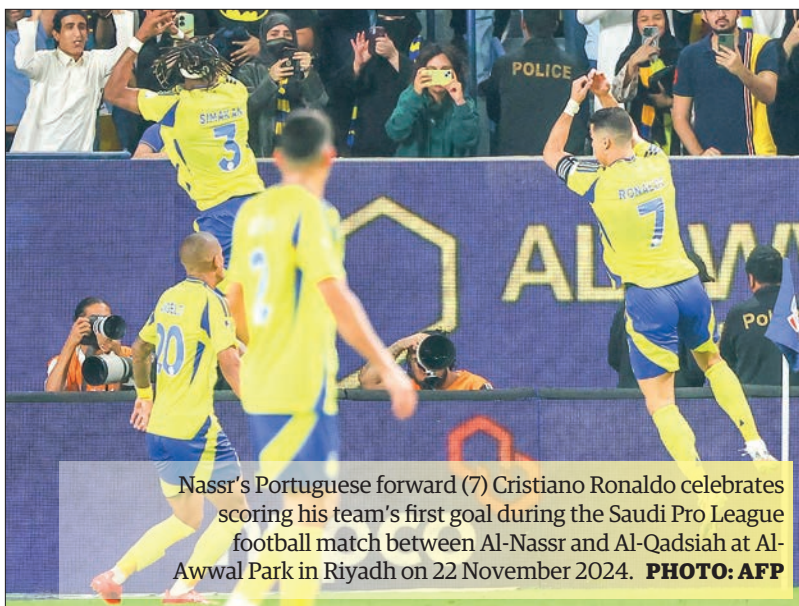 POLICE
SIMAKAN
3
RONALDO
7
AL
2
20
Nassr's Portuguese forward (7) Cristiano Ronaldo celebrates
scoring his team's first goal during the Saudi Pro League
football match between Al-Nassr and Al-Qadsiah at Al-
Awwal Park in Riyadh on 22 November 2024. PHOTO: AFP